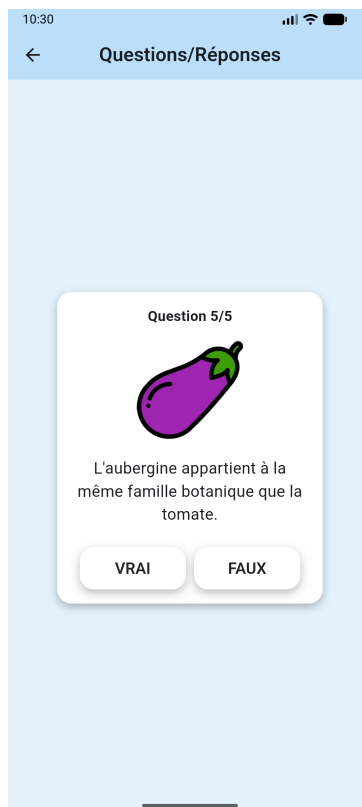 10:30
Questions/Réponses
Question 5/5
L'aubergine appartient à la
même famille botanique que la
tomate.
VRAI
FAUX